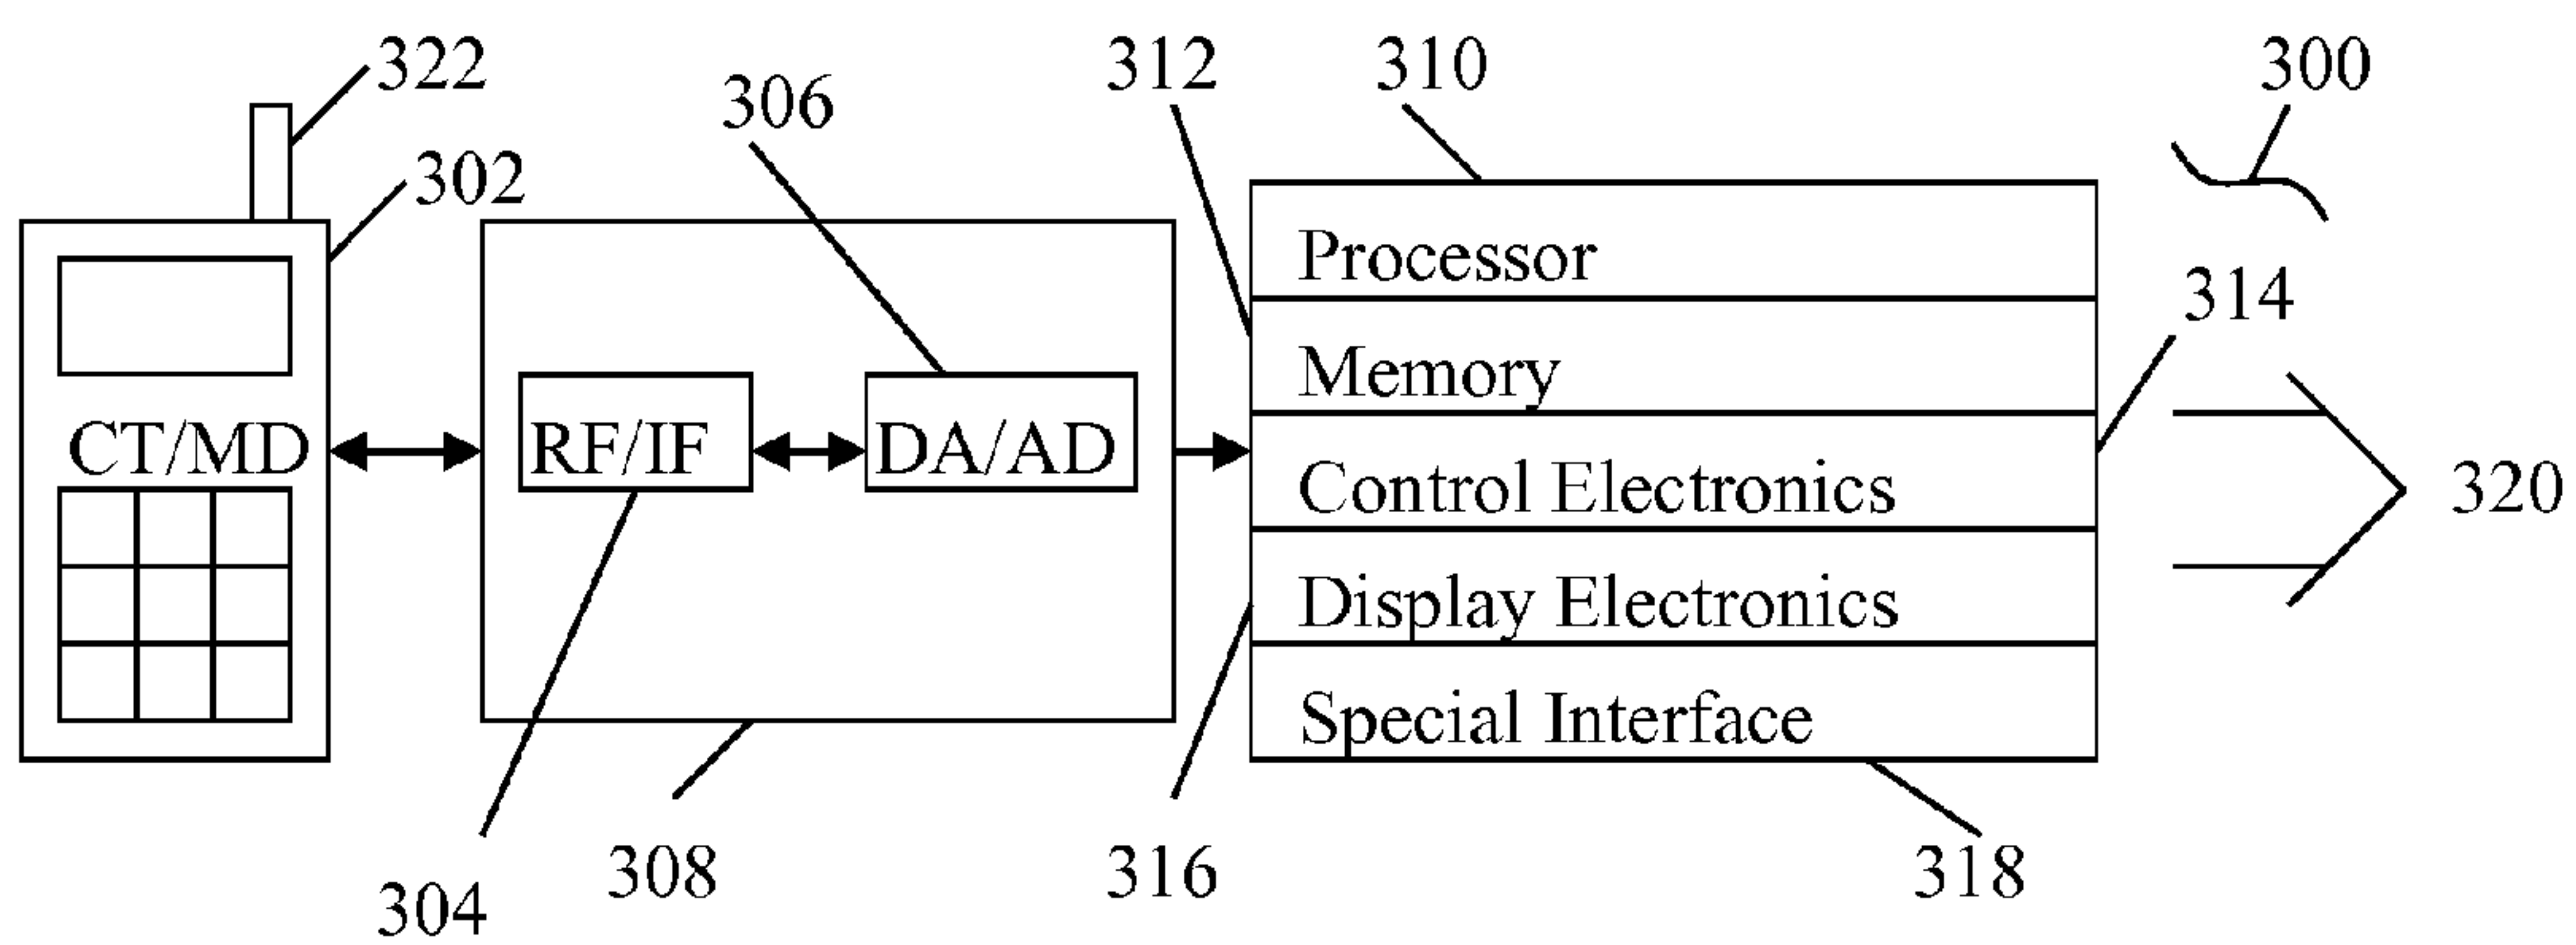 322
312
310
300
306
302
Processor
314
Memory
CT/MD
RF/IF
DA/AD
Control Electronics
320
Display Electronics
Special Interface
308
316
318
304